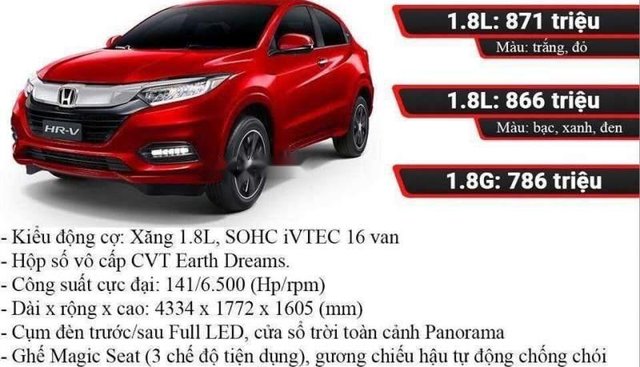 1.8L: 871 triệu
Màu: trắng, đỏ
1.8L: 866 triệu
Màu: bạc, xanh, đen
1.8G: 786 triệu
HR-V
- Kiểu động cơ: Xăng 1.8L, SOHC iVTEC 16 van
- Hộp số vô cấp CVT Earth Dreams.
- Công suất cực đại: 141/6.500 (Hp/rpm)
- Dài x rộng x cao: 4334 x 1772 x 1605 (mm)
- Cụm đèn trước/sau Full LED, cửa sổ trời toàn cảnh Panorama
- Ghế Magic Seat (3 chế độ tiện dụng), gương chiếu hậu tự động chống chói